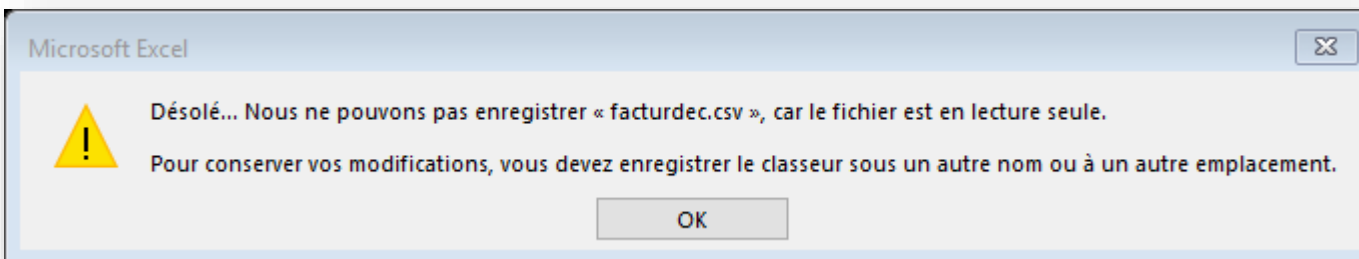 Microsoft Excel
Désolé... Nous ne pouvons pas enregistrer « facturdec.csv », car le fichier est en lecture seule.
Pour conserver vos modifications, vous devez enregistrer le classeur sous un autre nom ou à un autre emplacement.
OK